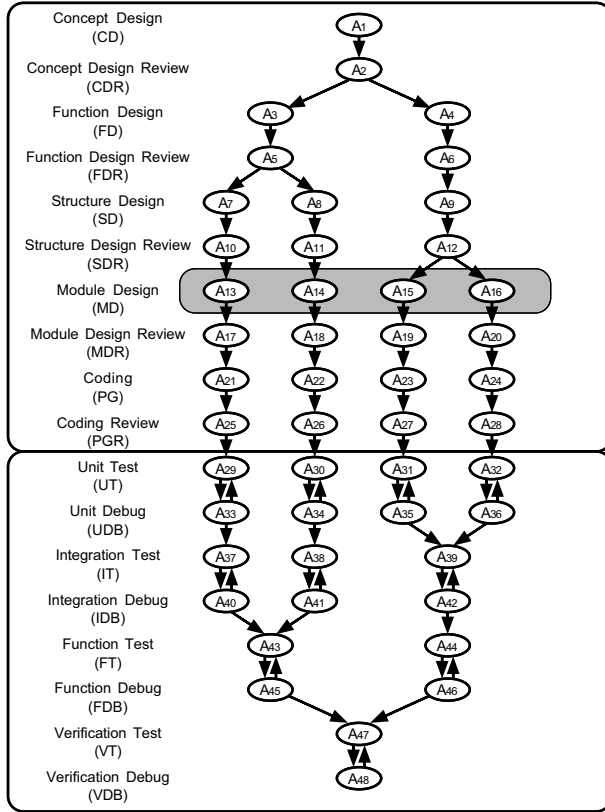 Concept Design
(CD)
A1
Concept Design Review
(CDR)
A2
Function Design
(FD)
A3 A4
Function Design Review
(FDR)
A5 A6
Structure Design
(SD)
A7 A8 A9
Structure Design Review
(SDR)
A10 A11 A12
Module Design
(MD)
A13 A14 A15 A16
Module Design Review
(MDR)
A17 A18 A19 A20
Coding
(PG)
A21 A22 A23 A24
Coding Review
(PGR)
A25 A26 A27 A28
Unit Test
(UT)
A29 A30 A31 A32
Unit Debug
(UDB)
A33 A34 A35 A36
Integration Test
(IT)
A37 A38 A39
Integration Debug
(IDB)
A40 A41 A42
Function Test
(FT)
A43 A44
Function Debug
(FDB)
A45 A46
Verification Test
(VT)
A47
Verification Debug
(VDB)
A48